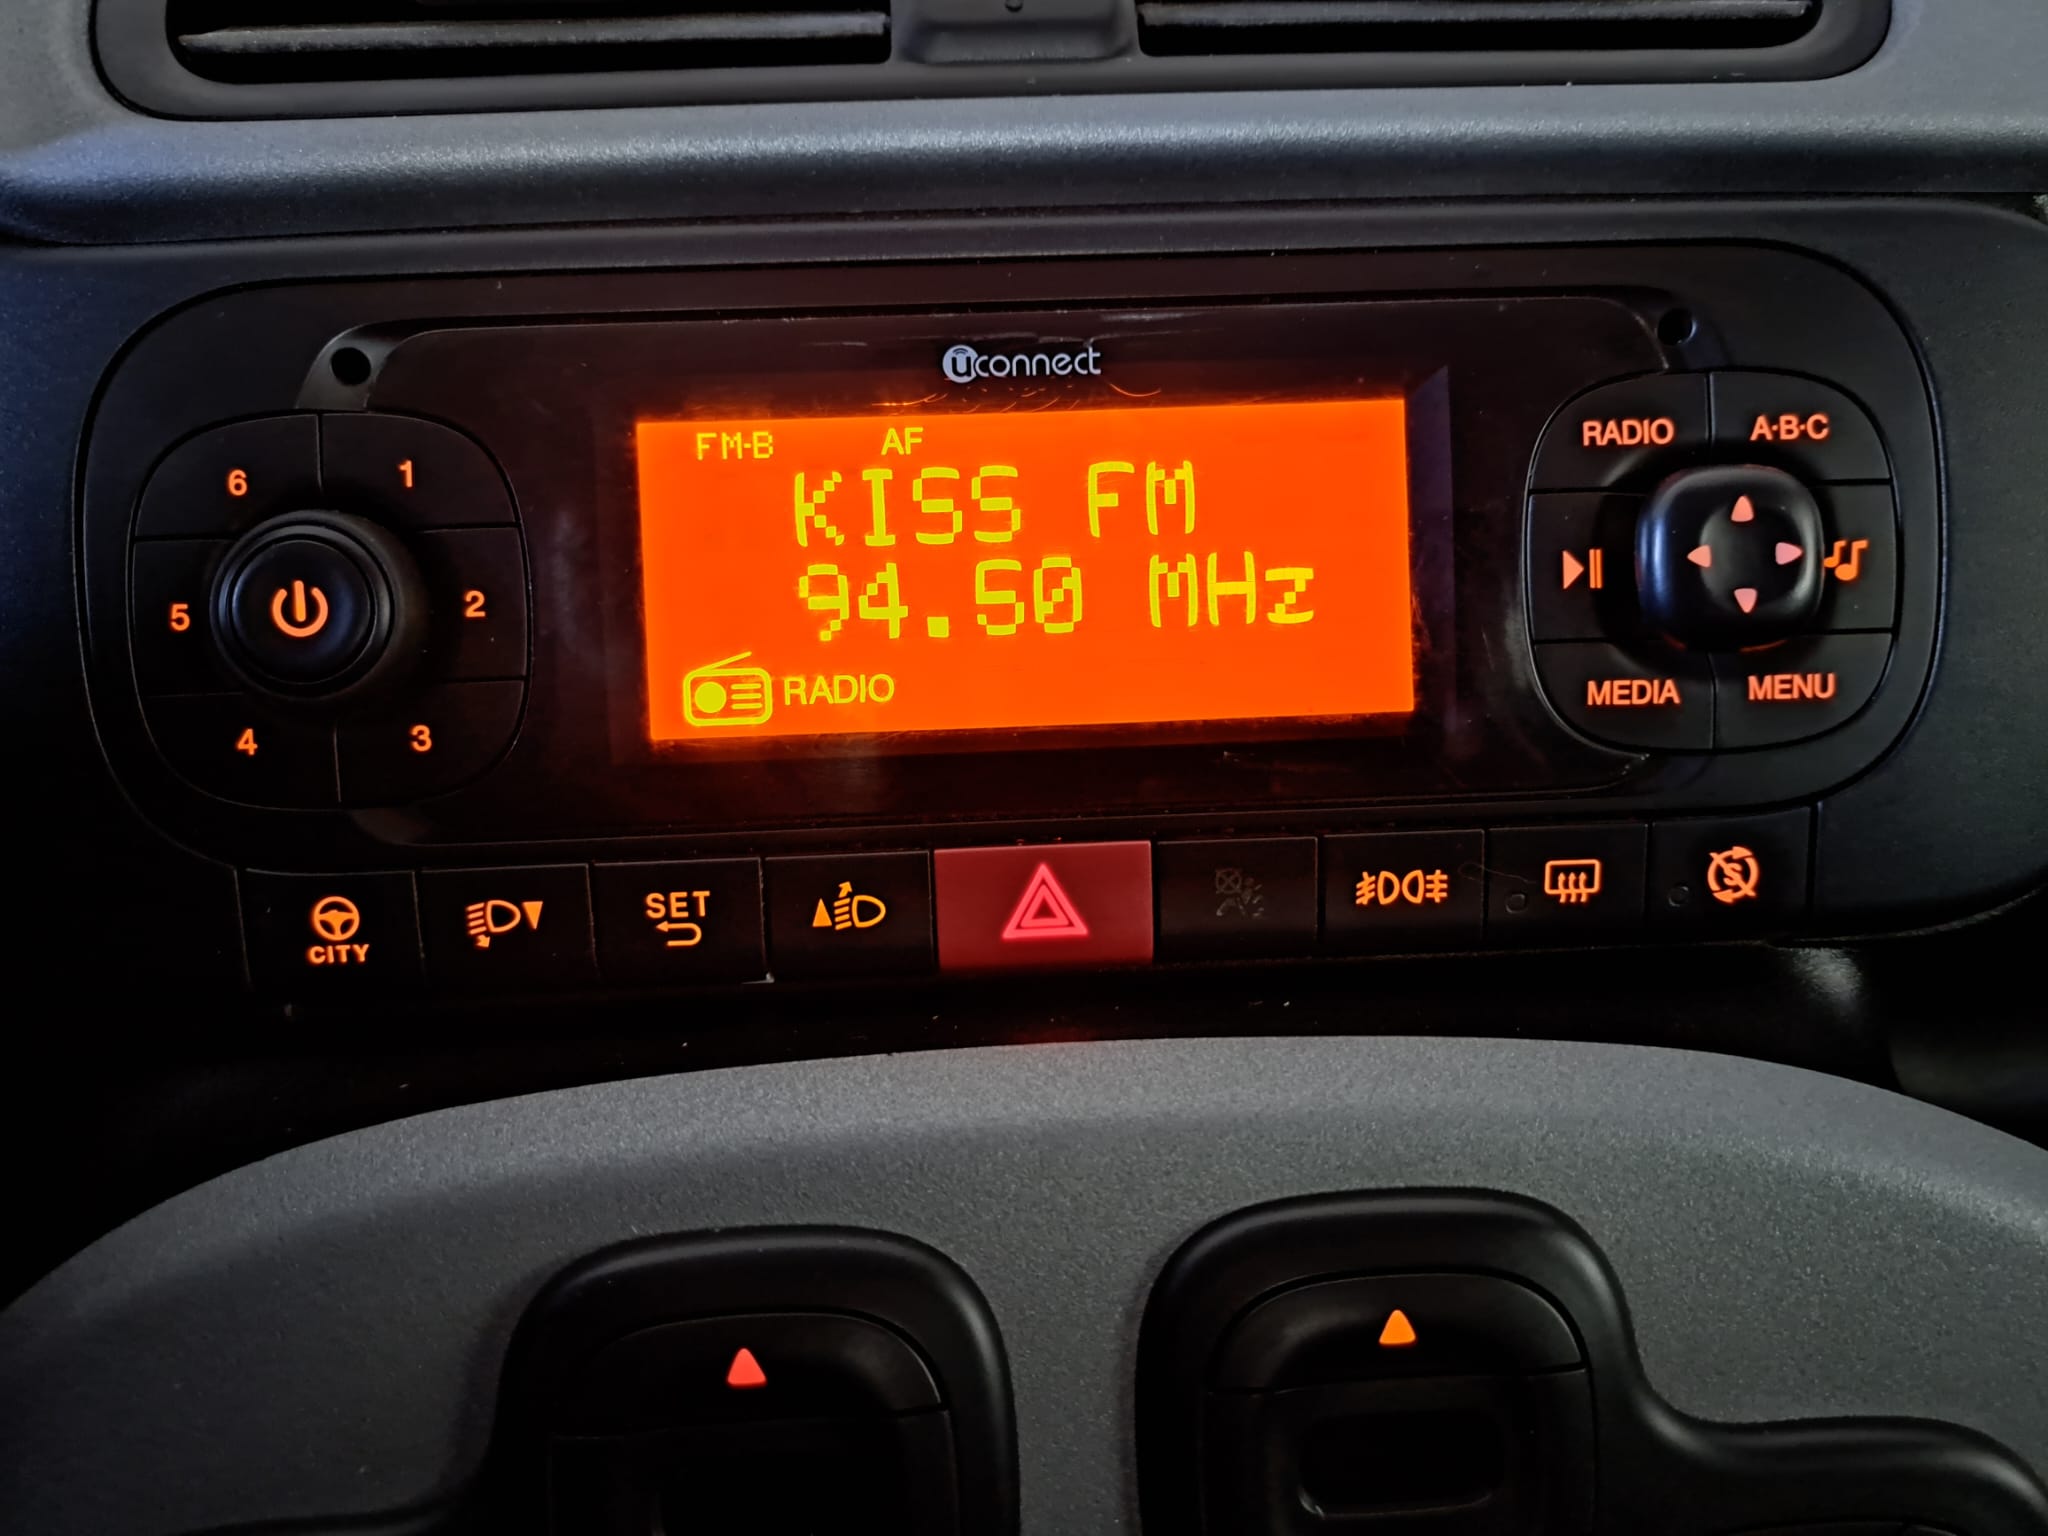 uconnect
FM-B AF
KISS FM
94.50 MHz
RADIO
6 1
5 2
4 3
RADIO A·B·C
MEDIA MENU
CITY
SET